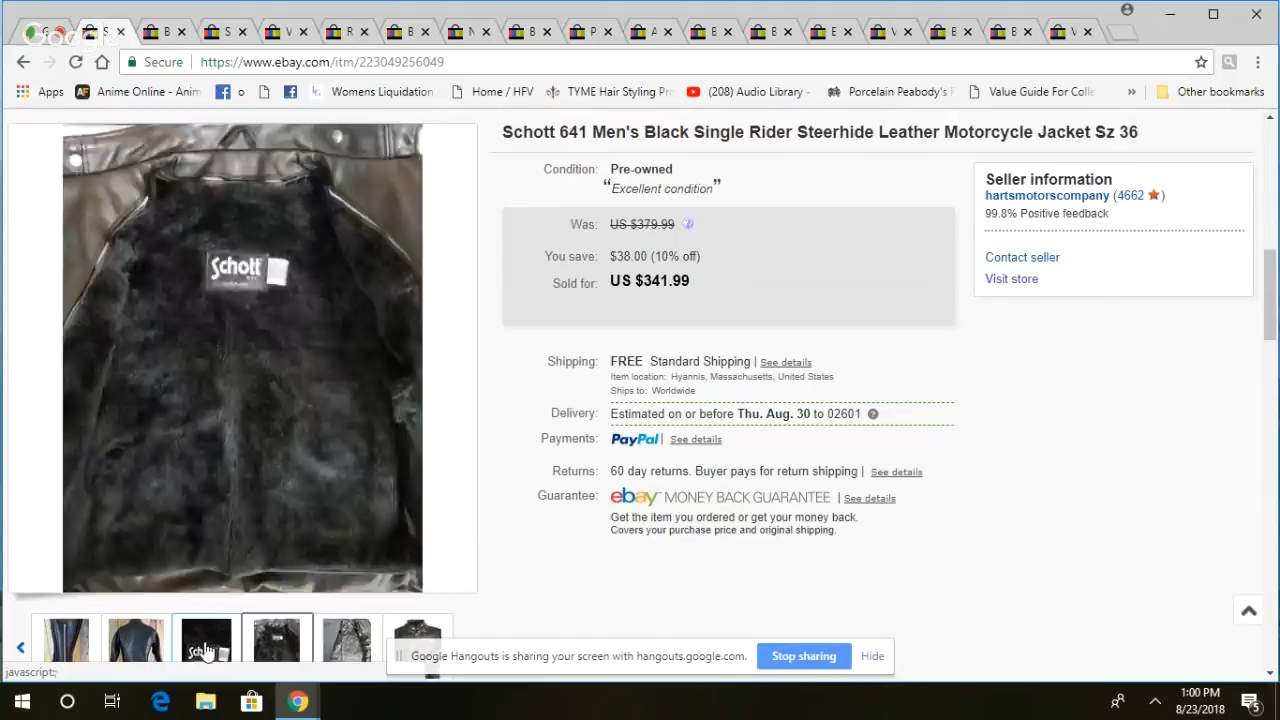 Google
S
B
S
V
R
B
N
B
P
A
E
B
E
V
B
E
V
Secure
https://www.ebay.com/itm/223049256049
Apps
Anime Online - Anim
o
Womens Liquidation
Home / HFV
TYME Hair Styling Pro
(208) Audio Library -
Porcelain Peabody's F
Value Guide For Colle
»
Other bookmarks
Schott 641 Men's Black Single Rider Steerhide Leather Motorcycle Jacket Sz 36
Condition: Pre-owned
“Excellent condition”
Was: US $379.99
You save: $38.00 (10% off)
Sold for: US $341.99
Seller information
hartsmotorscompany (4662 )
99.8% Positive feedback
Contact seller
Visit store
Schott
Shipping: FREE Standard Shipping | See details
Item location: Hyannis, Massachusetts, United States
Ships to: Worldwide
Delivery: Estimated on or before Thu. Aug. 30 to 02601
Payments: PayPal | See details
Returns: 60 day returns. Buyer pays for return shipping | See details
Guarantee: ebay MONEY BACK GUARANTEE | See details
Get the item you ordered or get your money back.
Covers your purchase price and original shipping.
Google Hangouts is sharing your screen with hangouts.google.com.
Stop sharing
Hide
javascript:;
1:00 PM
8/23/2018
5